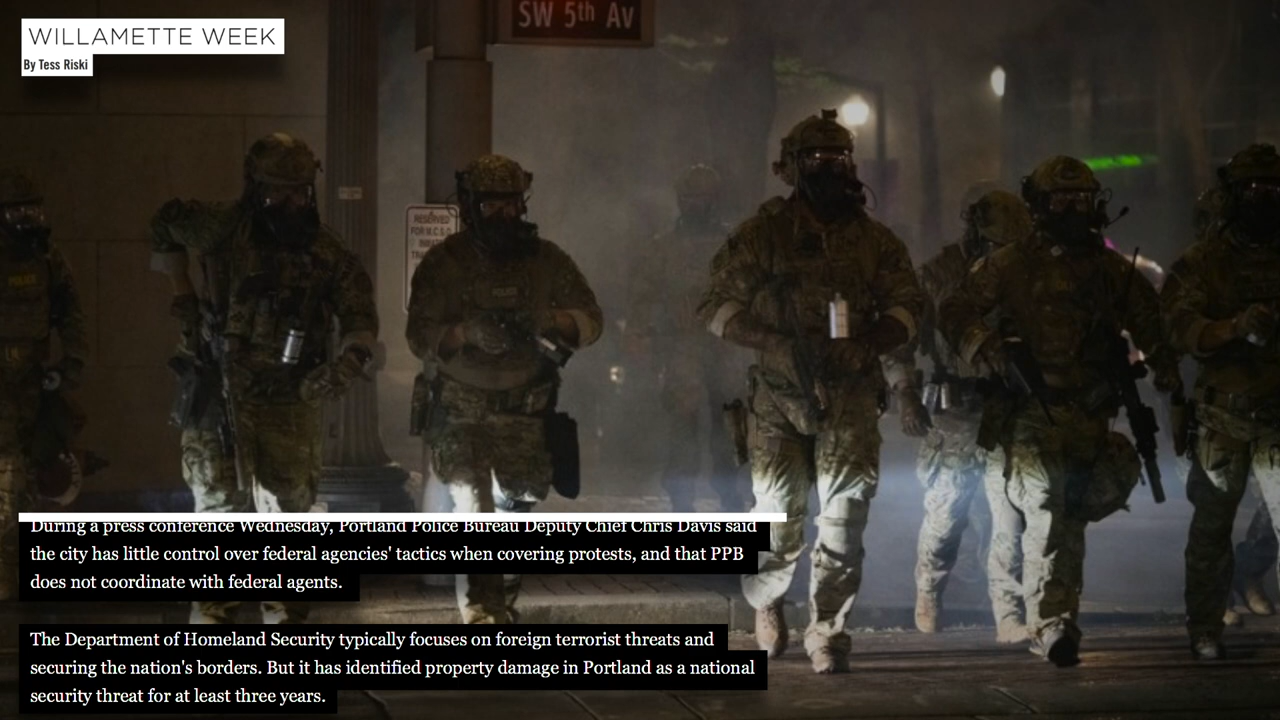 SW 5th Av
WILLAMETTE WEEK
By Tess Riski
RESERVED
FOR M.C.S.O.
POLICE
During a press conference Wednesday, Portland Police Bureau Deputy Chief Chris Davis said
the city has little control over federal agencies' tactics when covering protests, and that PPB
does not coordinate with federal agents.
The Department of Homeland Security typically focuses on foreign terrorist threats and
securing the nation's borders. But it has identified property damage in Portland as a national
security threat for at least three years.